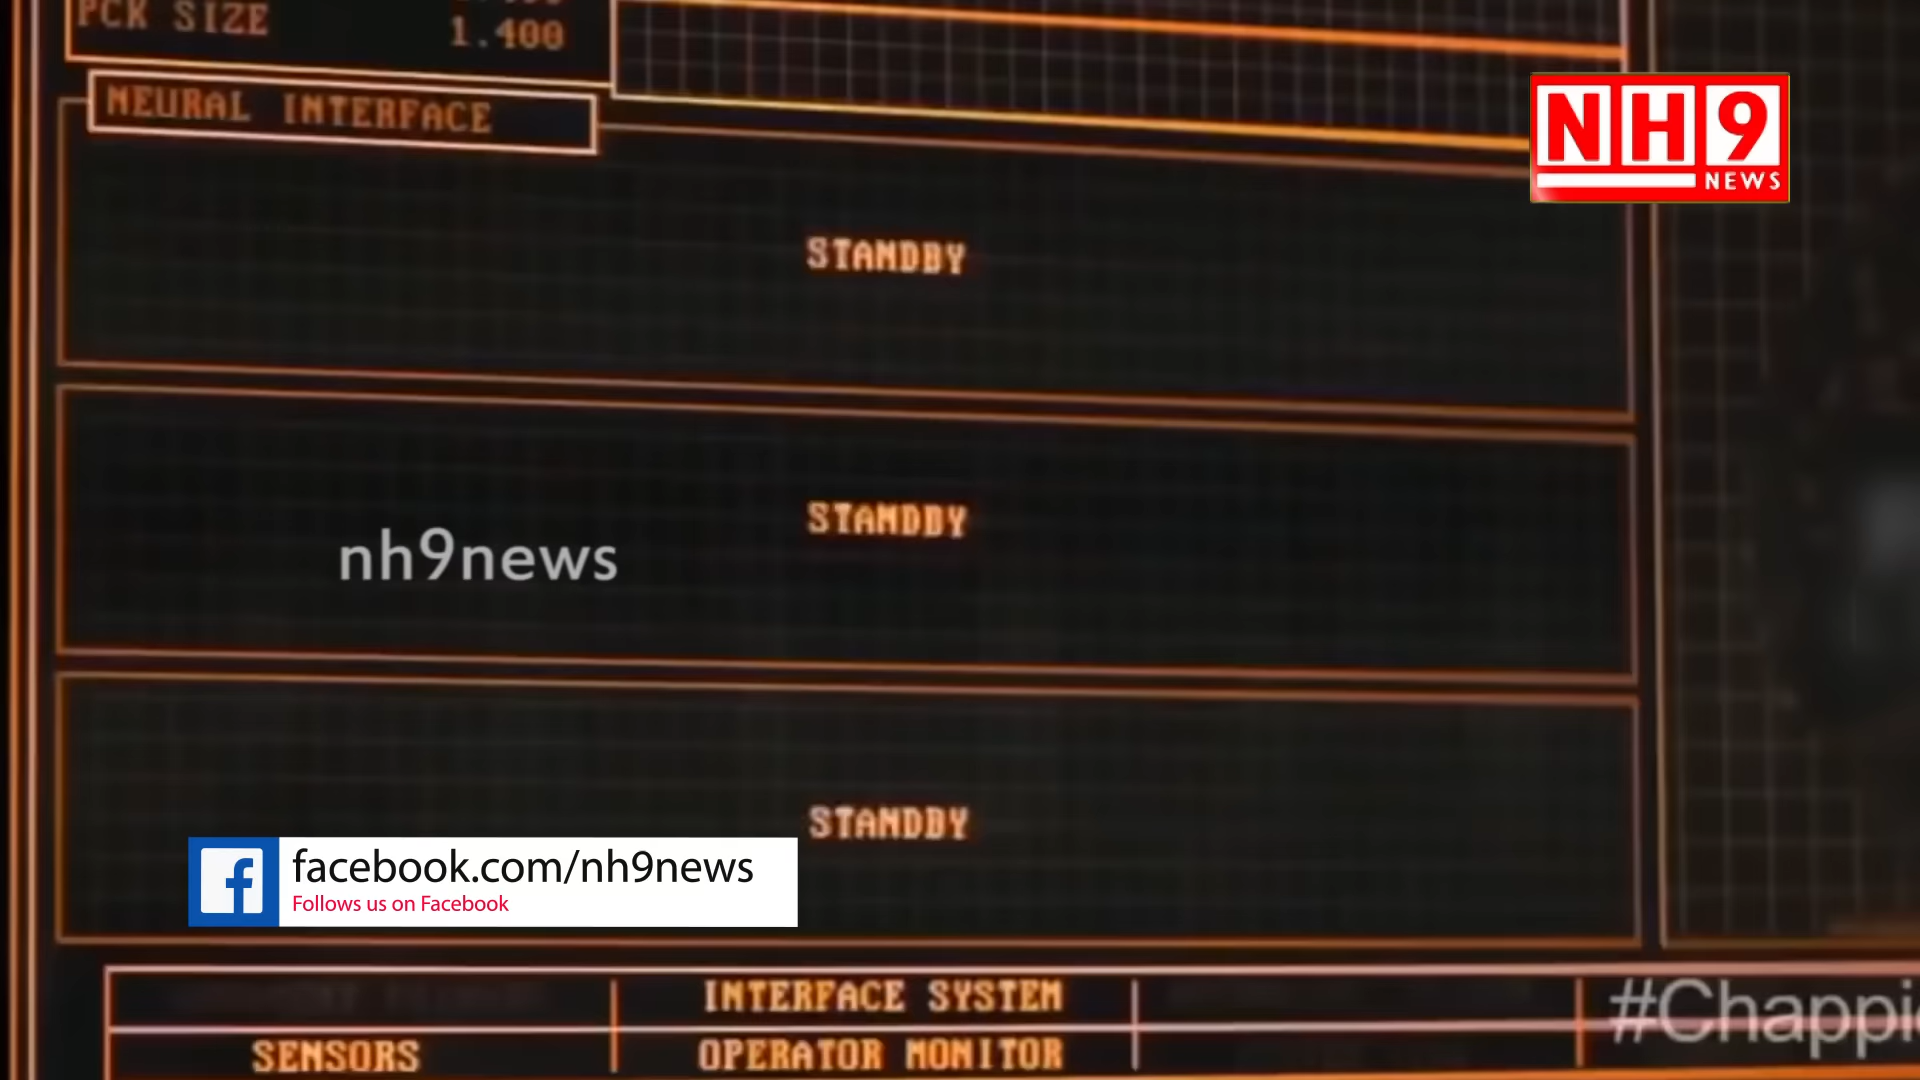 PCK SIZE 1.400
NEURAL INTERFACE
NH9
NEWS
STANDBY
STANDBY
nh9news
STANDBY
facebook.com/nh9news
Follows us on Facebook
INTERFACE SYSTEM
#Chappie
SENSORS
OPERATOR MONITOR